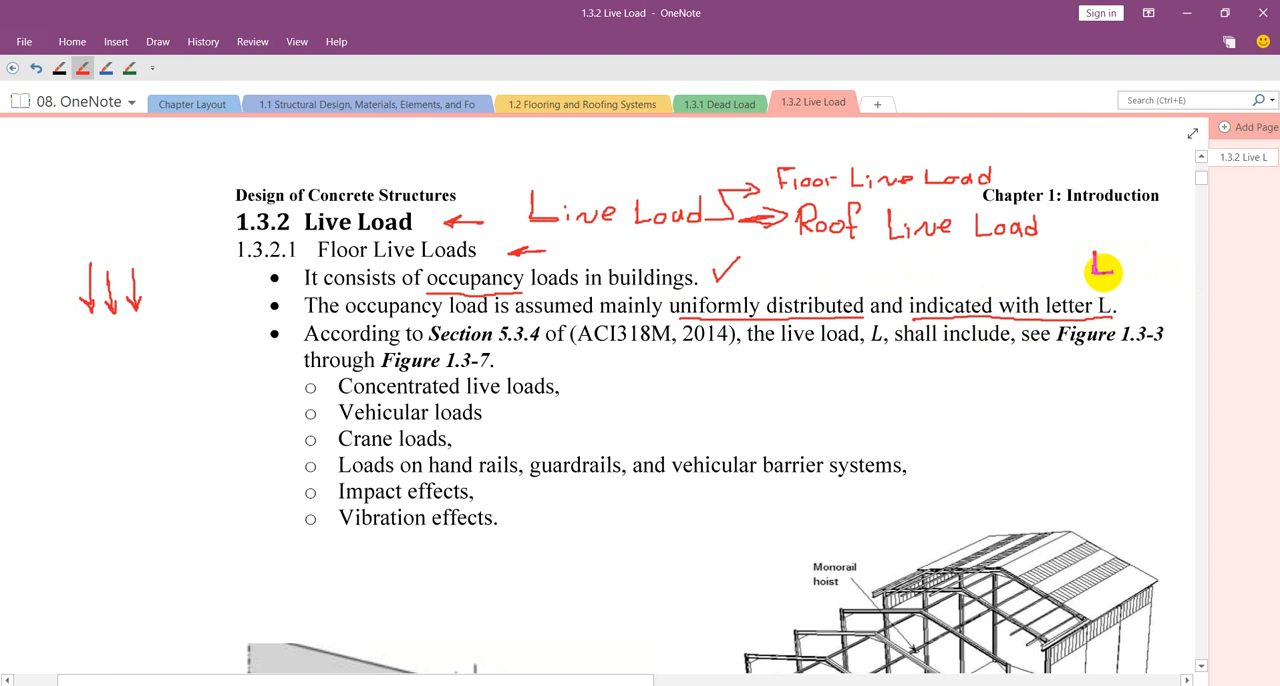 1.3.2 Live Load - OneNote
Sign in
File Home Insert Draw History Review View Help
08. OneNote
Chapter Layout
1.1 Structural Design, Materials, Elements, and Fo
1.2 Flooring and Roofing Systems
1.3.1 Dead Load
1.3.2 Live Load
+
Search (Ctrl+E)
Add Page
1.3.2 Live L
Floor Live Load
Design of Concrete Structures
Chapter 1: Introduction
1.3.2 Live Load
Live Load
Roof Live Load
1.3.2.1 Floor Live Loads
L
• It consists of occupancy loads in buildings.
• The occupancy load is assumed mainly uniformly distributed and indicated with letter L.
• According to Section 5.3.4 of (ACI318M, 2014), the live load, L, shall include, see Figure 1.3-3
through Figure 1.3-7.
o Concentrated live loads,
o Vehicular loads
o Crane loads,
o Loads on hand rails, guardrails, and vehicular barrier systems,
o Impact effects,
o Vibration effects.
Monorail
hoist